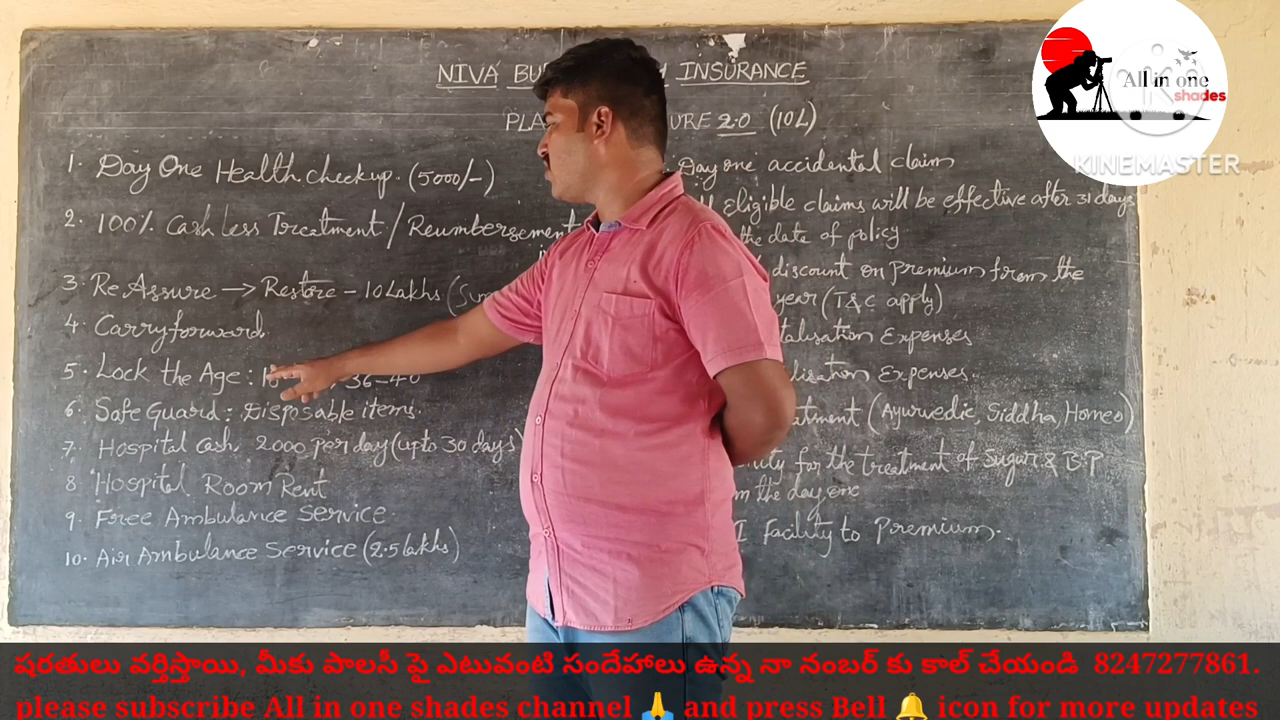 NIVA BU INSURANCE
PLA URE 2.0 (10L)
1. Day One Health checkup. (5000/-)
2. 100% Cash Less Treatment / Reumbersement
3. Re Assure → Restore - 10 Lakhs (Sum
4. Carryforward.
5. Lock the Age : 36-40
6. Safe Guard : Disposable items.
7. Hospital Cash. 2000 per day (upto 30 days)
8 Hospital Room Rent
9. Free Ambulance Service.
10. Air Ambulance Service (2.5 lakhs)
Day one accidental claim
Eligible claims will be effective after 31 days
the date of policy
discount on premium from the
year (T&C apply)
talisation Expenses
lisation Expenses.
atment (Ayurvedic, Siddha, Homeo)
for the treatment of Sugar & B.P
the day one
I facility to Premium.
All in one
shades
KINEMASTER
షరతులు వర్తిస్తాయి, మీకు పాలసీ పై ఎటువంటి సందేహాలు ఉన్న నా నంబర్ కు కాల్ చేయండి 8247277861.
please subscribe All in one shades channel 🙏 and press Bell 🔔 icon for more updates